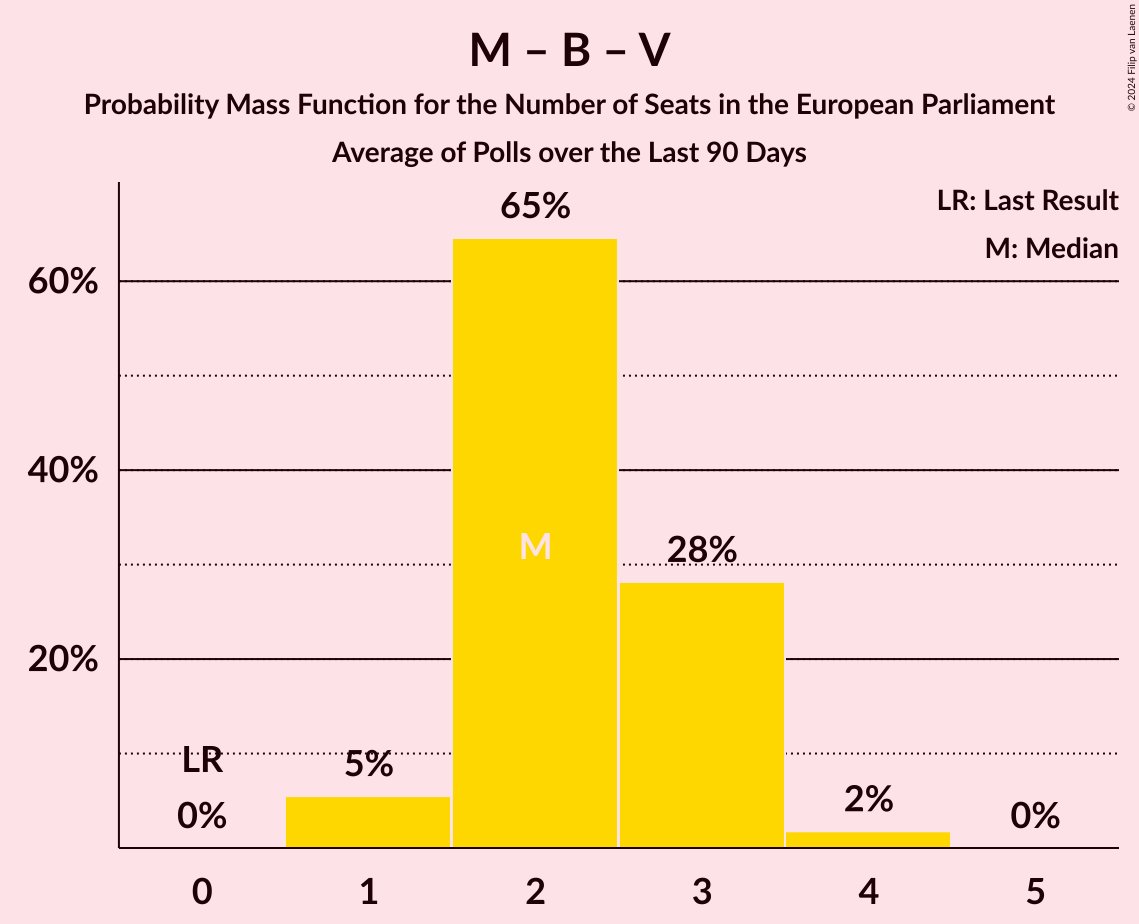 M – B – V
Probability Mass Function for the Number of Seats in the European Parliament
Average of Polls over the Last 90 Days
© 2024 Filip van Laenen
LR: Last Result
M: Median
65%
60%
40%
M
28%
20%
LR
5%
2%
0%
0%
0 1 2 3 4 5